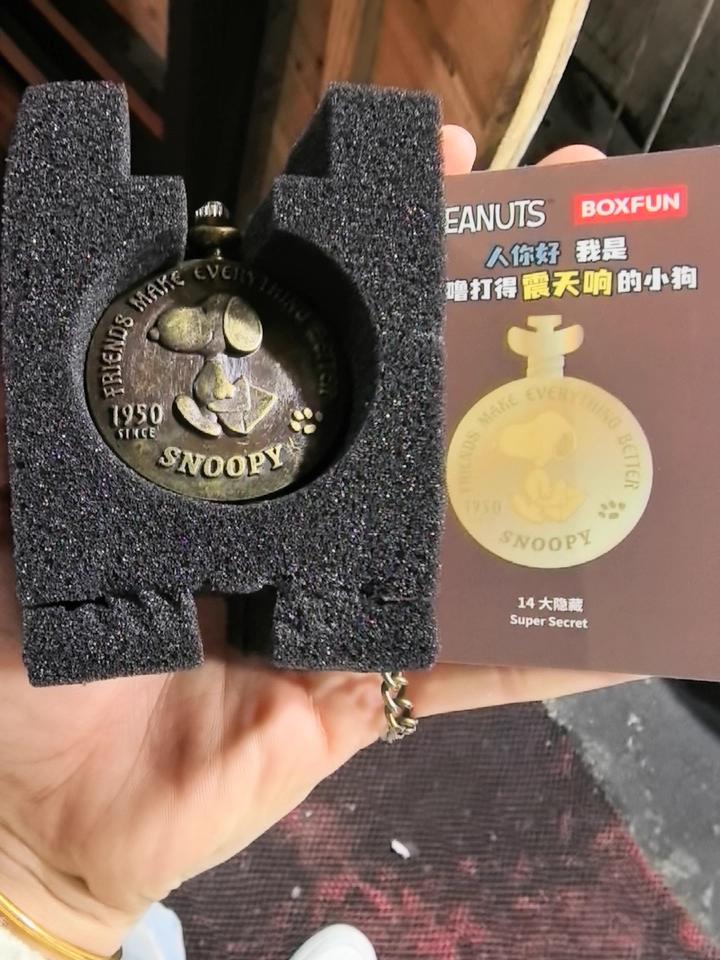 FRIENDS MAKE EVERYTHING BETTER
1950
SINCE
SNOOPY
EANUTS
BOXFUN
人你好 我是
噜打得震天响的小狗
FRIENDS MAKE EVERYTHING BETTER
1950
SNOOPY
14 大隐藏
Super Secret